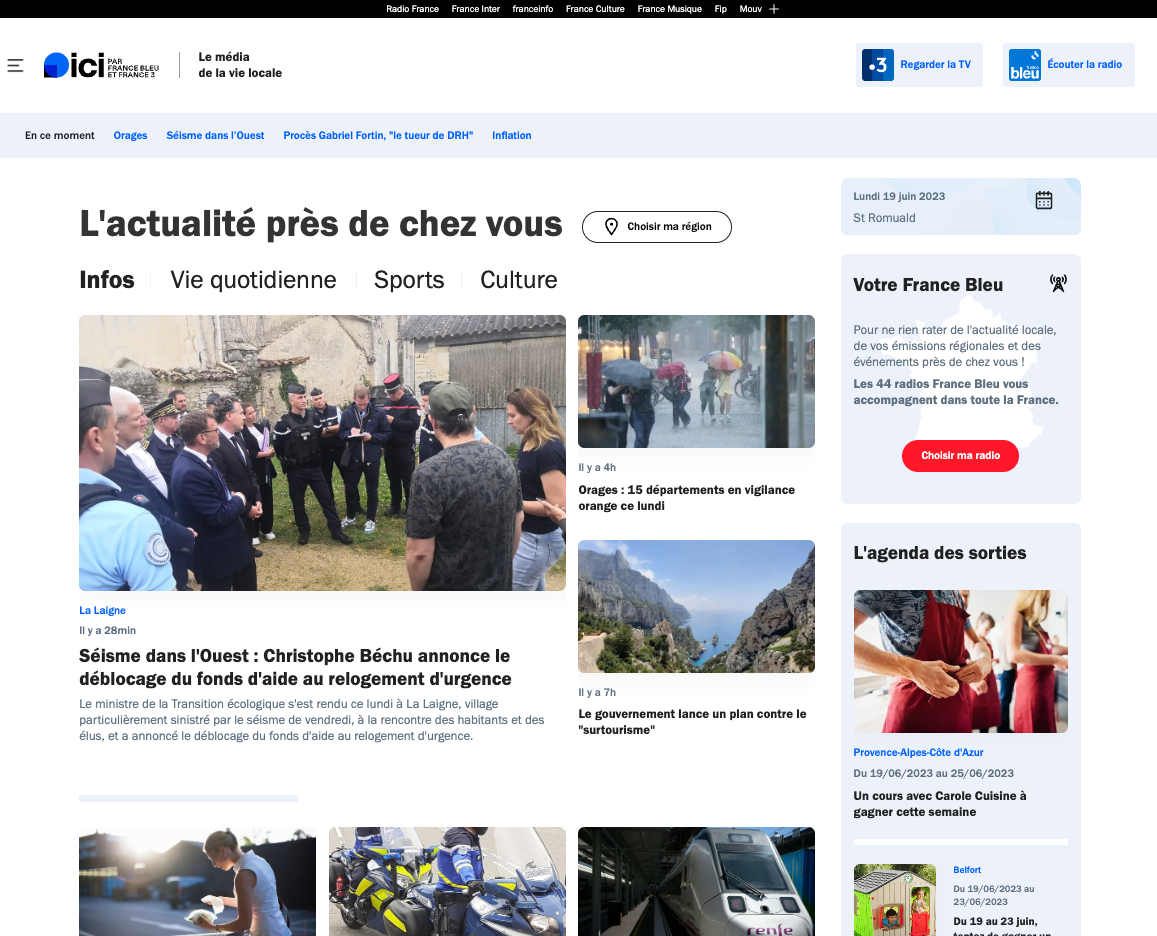 Radio France France Inter franceinfo France Culture France Musique Fip Mouv
ici PAR FRANCE BLEU ET FRANCE 3
Le média
de la vie locale
.3 Regarder la TV
france bleu Écouter la radio
En ce moment Orages Séisme dans l'Ouest Procès Gabriel Fortin, "le tueur de DRH" Inflation
L'actualité près de chez vous
Choisir ma région
Infos Vie quotidienne Sports Culture
La Laigne
Il y a 28min
Séisme dans l'Ouest : Christophe Béchu annonce le
déblocage du fonds d'aide au relogement d'urgence
Le ministre de la Transition écologique s'est rendu ce lundi à La Laigne, village
particulièrement sinistré par le séisme de vendredi, à la rencontre des habitants et des
élus, et a annoncé le déblocage du fonds d'aide au relogement d'urgence.
Il y a 4h
Orages : 15 départements en vigilance
orange ce lundi
Il y a 7h
Le gouvernement lance un plan contre le
"surtourisme"
renfe
Lundi 19 juin 2023
St Romuald
Votre France Bleu
Pour ne rien rater de l'actualité locale,
de vos émissions régionales et des
événements près de chez vous !
Les 44 radios France Bleu vous
accompagnent dans toute la France.
Choisir ma radio
L'agenda des sorties
Provence-Alpes-Côte d'Azur
Du 19/06/2023 au 25/06/2023
Un cours avec Carole Cuisine à
gagner cette semaine
Belfort
Du 19/06/2023 au
23/06/2023
Du 19 au 23 juin,
tentez de gagner un